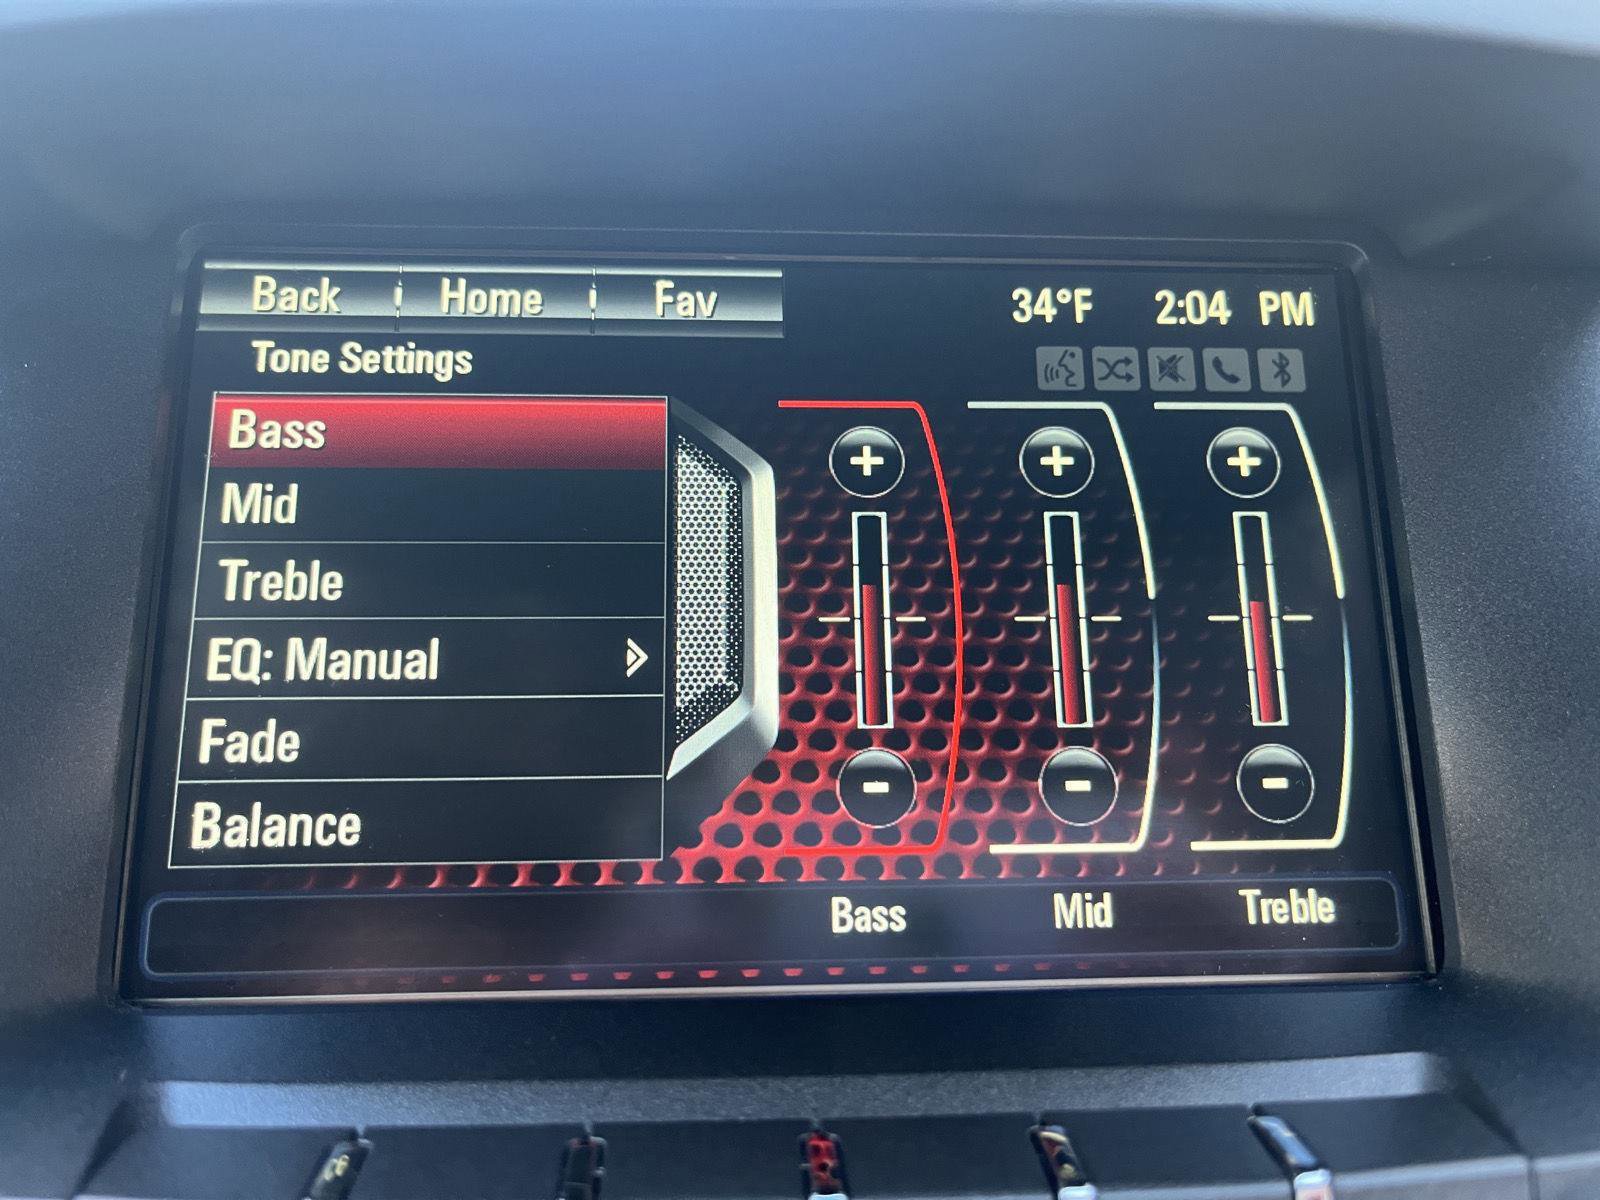 Back Home Fav 34°F 2:04 PM
Tone Settings
Bass
Mid
Treble
EQ: Manual
Fade
Balance
+ + +
- - -
Bass Mid Treble